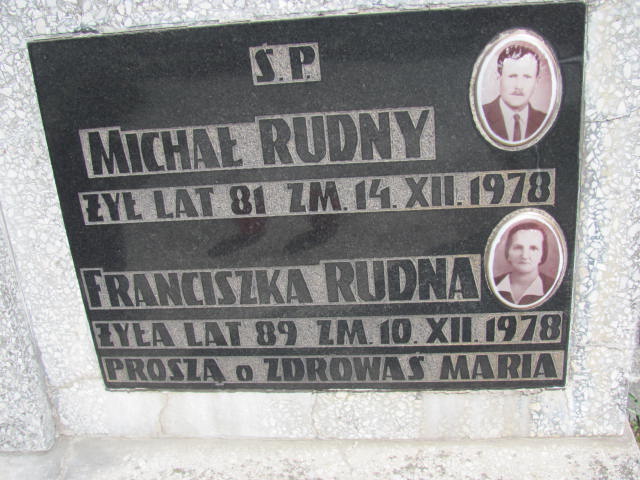 Ś.P.
MICHAŁ RUDNY
ŻYŁ LAT 81 ZM. 14. XII. 1978
FRANCISZKA RUDNA
ŻYŁA LAT 89 ZM. 10. XII. 1978
PROSZĄ o ZDROWAŚ MARIA